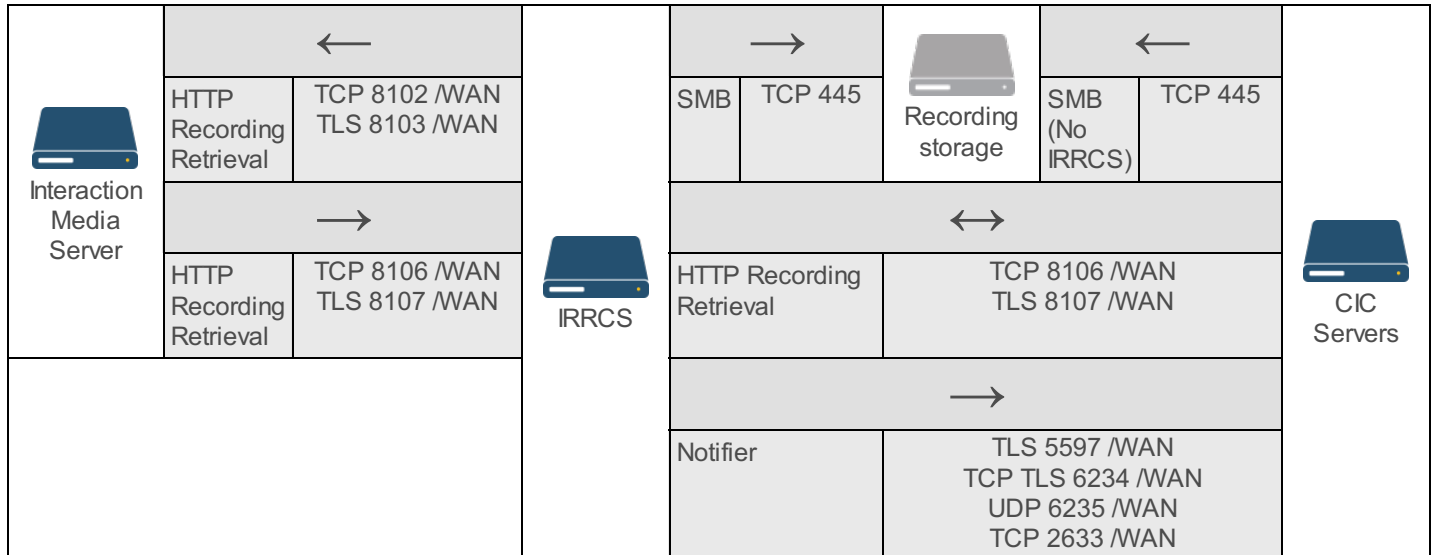 ←
HTTP
Recording
Retrieval
TCP 8102 /WAN
TLS 8103 /WAN
Interaction
Media
Server
→
HTTP
Recording
Retrieval
TCP 8106 /WAN
TLS 8107 /WAN
IRRCS
→
SMB
TCP 445
Recording
storage
←
SMB
(No
IRRCS)
TCP 445
↔
HTTP Recording
Retrieval
TCP 8106 /WAN
TLS 8107 /WAN
CIC
Servers
→
Notifier
TLS 5597 /WAN
TCP TLS 6234 /WAN
UDP 6235 /WAN
TCP 2633 /WAN